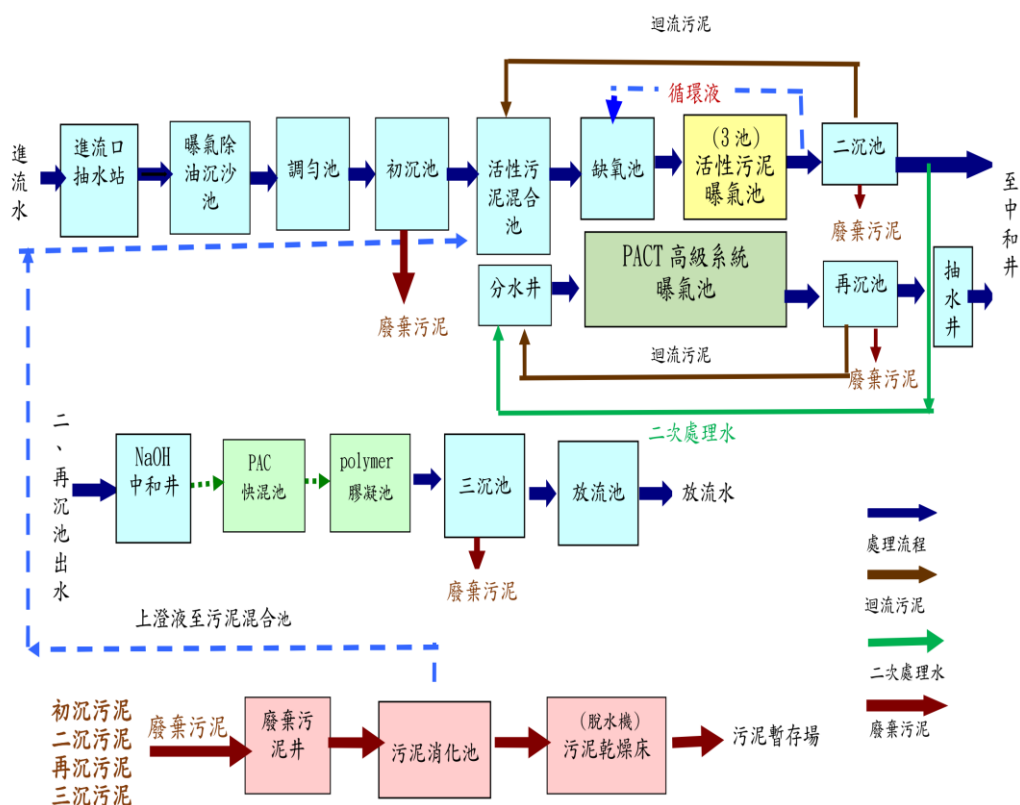 迴流污泥
循環液
進流水
進流口
抽水站
曝氣除
油沉沙
池
調勻池
初沉池
活性污
泥混合
池
缺氧池
(3 池)
活性污泥
曝氣池
二沉池
至中和井
廢棄污泥
廢棄污泥
分水井
PACT 高級系統
曝氣池
再沉池
抽水井
迴流污泥
廢棄污泥
二次處理水
二、再沉池出水
NaOH
中和井
PAC
快混池
polymer
膠凝池
三沉池
放流池
放流水
廢棄污泥
處理流程
迴流污泥
二次處理水
廢棄污泥
上澄液至污泥混合池
初沉污泥
二沉污泥
再沉污泥
三沉污泥
廢棄污泥
廢棄污
泥井
污泥消化池
(脫水機)
污泥乾燥床
污泥暫存場